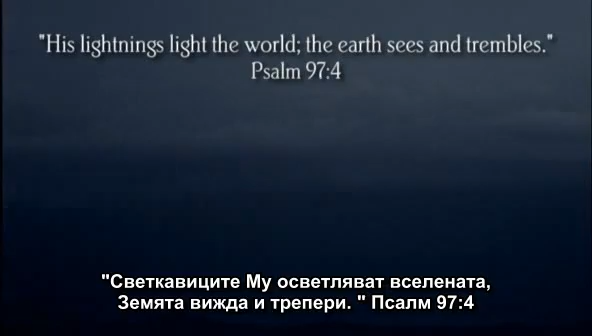 "His lightnings light the world; the earth sees and trembles."
Psalm 97:4
"Светкавиците Му осветляват вселената,
Земята вижда и трепери. " Псалм 97:4